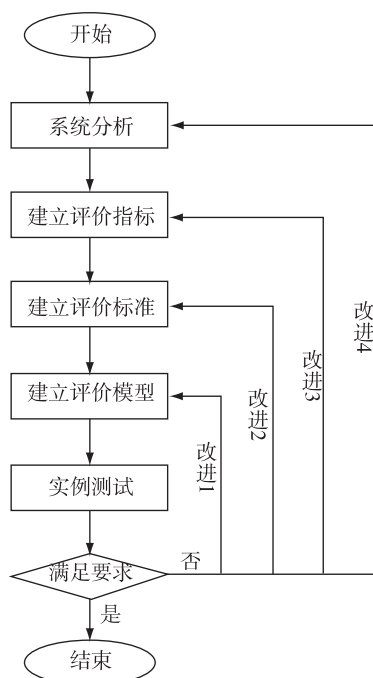 开始
系统分析
建立评价指标
建立评价标准
建立评价模型
实例测试
满足要求
否
是
结束
改进1
改进2
改进3
改进4